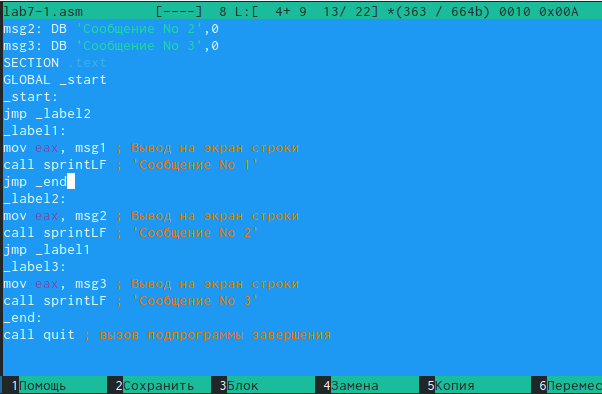 lab7-1.asm [----] 8 L:[ 4+ 9 13/ 22] *(363 / 664b) 0010 0x00A
msg2: DB 'Сообщение No 2',0
msg3: DB 'Сообщение No 3',0
SECTION .text
GLOBAL _start
_start:
jmp _label2
_label1:
mov eax, msg1 ; Вывод на экран строки
call sprintLF ; 'Сообщение No 1'
jmp _end
_label2:
mov eax, msg2 ; Вывод на экран строки
call sprintLF ; 'Сообщение No 2'
jmp _label1
_label3:
mov eax, msg3 ; Вывод на экран строки
call sprintLF ; 'Сообщение No 3'
_end:
call quit ; вызов подпрограммы завершения
1Помощь 2Сохранить 3Блок 4Замена 5Копия 6Перемес